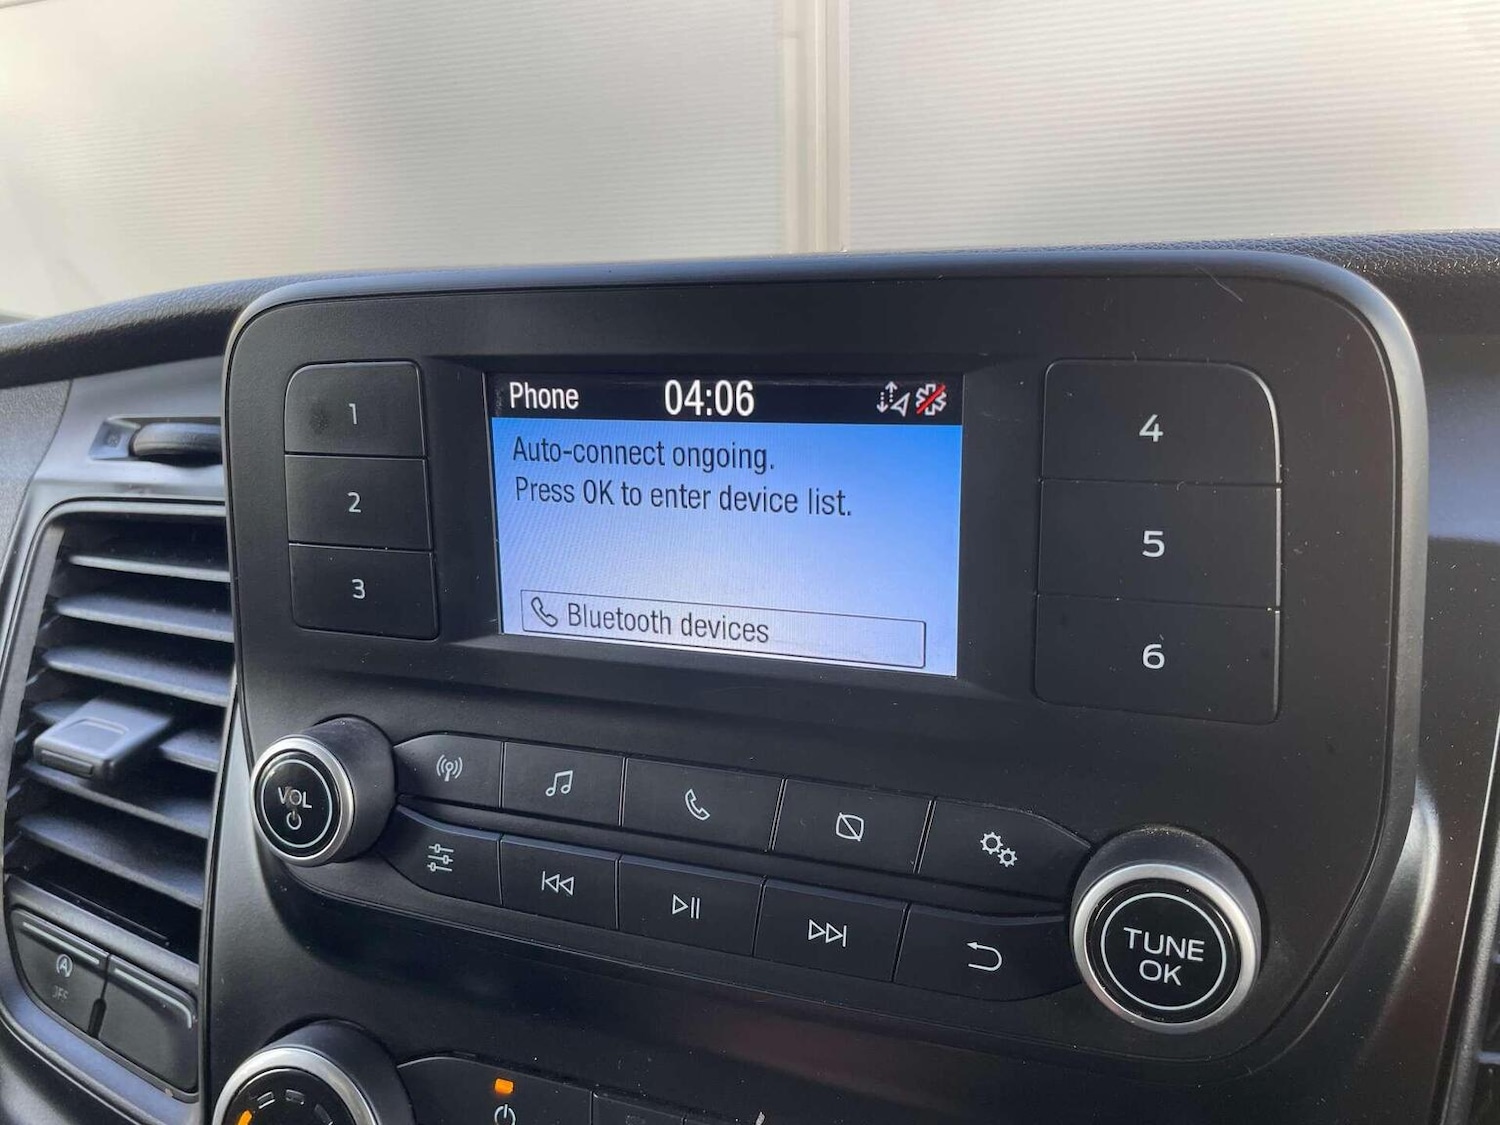 Phone 04:06
Auto-connect ongoing.
Press OK to enter device list.
Bluetooth devices
1
2
3
4
5
6
VOL
TUNE
OK
A
OFF